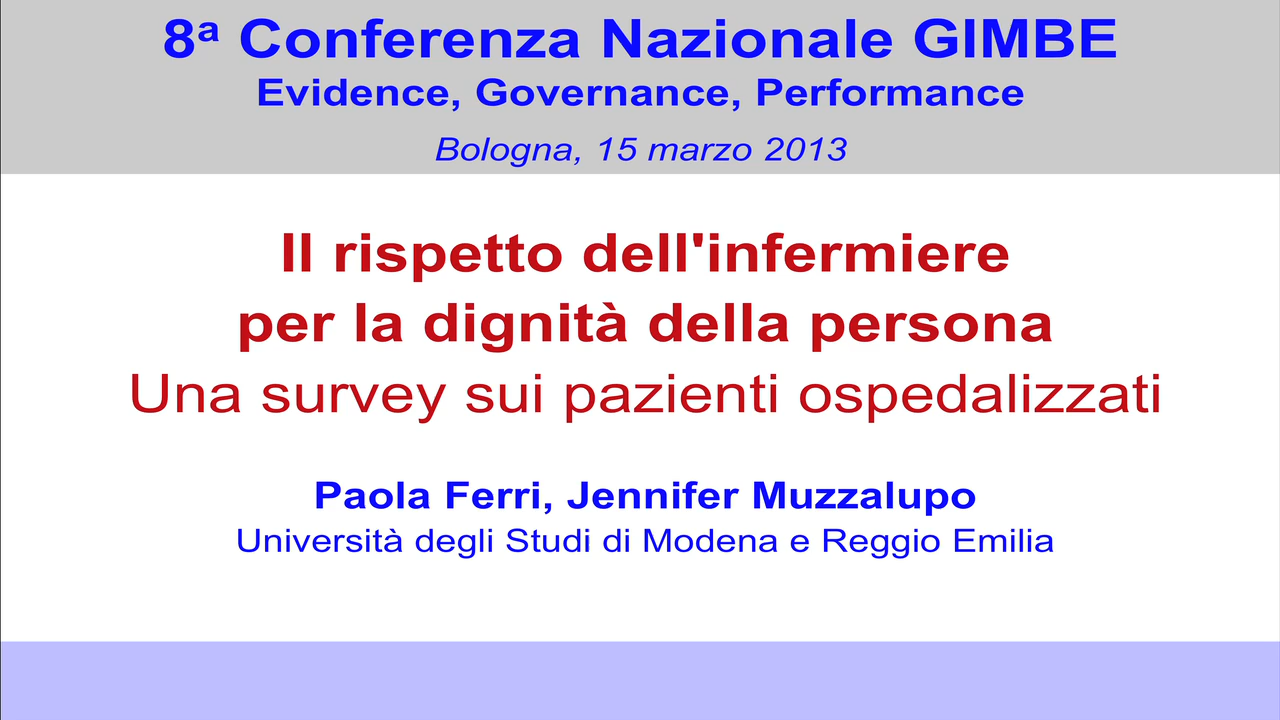 8ª Conferenza Nazionale GIMBE
Evidence, Governance, Performance
Bologna, 15 marzo 2013
Il rispetto dell'infermiere
per la dignità della persona
Una survey sui pazienti ospedalizzati
Paola Ferri, Jennifer Muzzalupo
Università degli Studi di Modena e Reggio Emilia